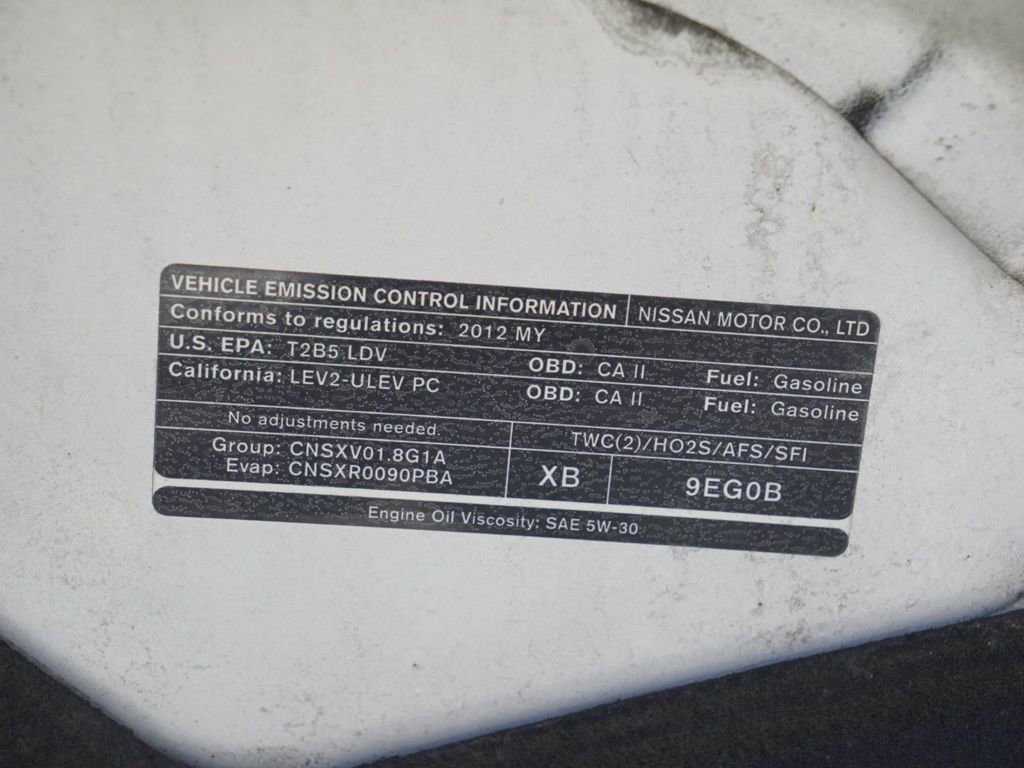 VEHICLE EMISSION CONTROL INFORMATION NISSAN MOTOR CO., LTD
Conforms to regulations: 2012 MY
U.S. EPA: T2B5 LDV OBD: CA II Fuel: Gasoline
California: LEV2-ULEV PC OBD: CA II Fuel: Gasoline
No adjustments needed. TWC(2)/HO2S/AFS/SFI
Group: CNSXV01.8G1A
Evap: CNSXR0090PBA XB 9EG0B
Engine Oil Viscosity: SAE 5W-30